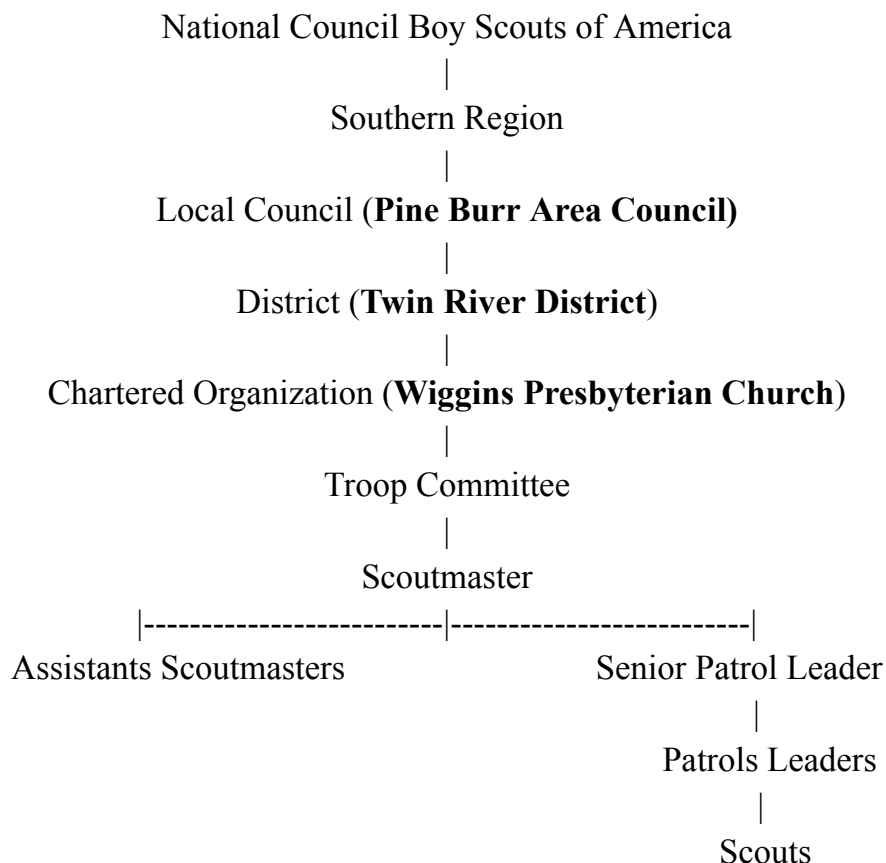 National Council Boy Scouts of America
|
Southern Region
|
Local Council (Pine Burr Area Council)
|
District (Twin River District)
|
Chartered Organization (Wiggins Presbyterian Church)
|
Troop Committee
|
Scoutmaster
|--------------------------|--------------------------|
Assistants Scoutmasters Senior Patrol Leader
|
Patrols Leaders
|
Scouts